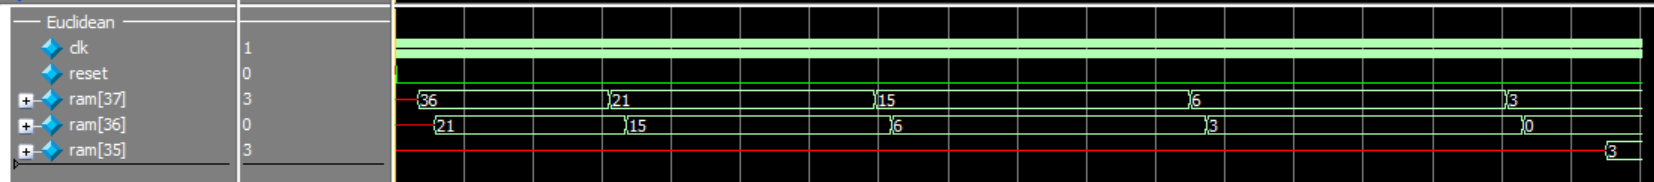 Euclidean
clk 1
reset 0
ram[37] 3 36 21 15 6 3
ram[36] 0 21 15 6 3 0
ram[35] 3 3